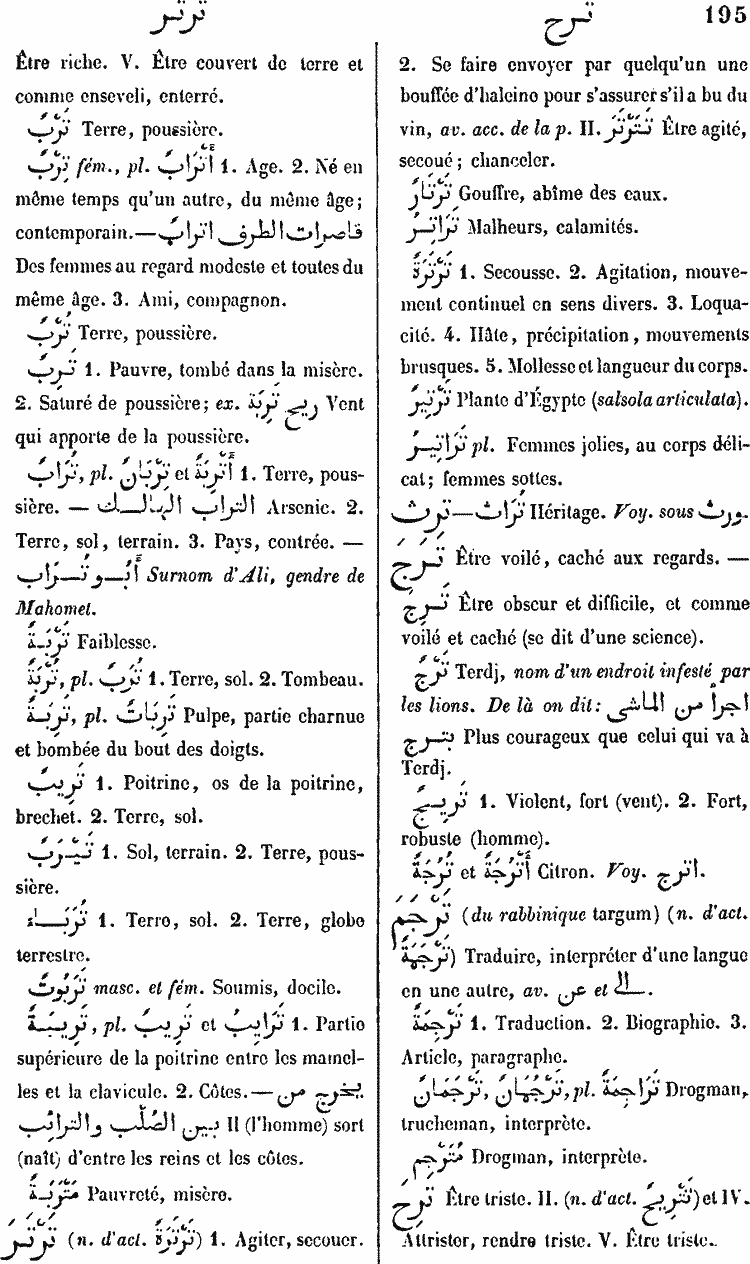 ترتر
ترح
195
Être riche. V. Être couvert de terre et
comme enseveli, enterré.
تُرْبٌ Terre, poussière.
تِرْبٌ fém., pl. أَتْرَابٌ 1. Age. 2. Né en
même temps qu'un autre, du même âge;
contemporain.—قاصرات الطرف اترابٌ
Des femmes au regard modeste et toutes du
même âge. 3. Ami, compagnon.
تَرْبٌ Terre, poussière.
تَرِبٌ 1. Pauvre, tombé dans la misère.
2. Saturé de poussière; ex. ريح تَرِبَة Vent
qui apporte de la poussière.
تُرَابٌ, pl. تِرْبَانٌ et أَتْرِبَةٌ 1. Terre, pous-
sière. — التراب الهالـك Arsenic. 2.
Terre, sol, terrain. 3. Pays, contrée. —
أَبُو تُرَاب Surnom d'Ali, gendre de
Mahomet.
تَرْبَةٌ Faiblesse.
تُرْبَةٌ, pl. تُرَبٌ 1. Terre, sol. 2. Tombeau.
تَرِبَةٌ, pl. تَرِبَاتٌ Pulpe, partie charnue
et bombée du bout des doigts.
تَرِيبٌ 1. Poitrine, os de la poitrine,
brechet. 2. Terre, sol.
تَيْرَبٌ 1. Sol, terrain. 2. Terre, pous-
sière.
تَرْبَاء 1. Terre, sol. 2. Terre, globe
terrestre.
تَرَبُوتٌ masc. et fém. Soumis, docile.
تَرِيبَةٌ, pl. تَرِيبٌ et تَرَايِبُ 1. Partie
supérieure de la poitrine entre les mamel-
les et la clavicule. 2. Côtes.— يخرج من
بين الصُّلْبِ والترائبِ Il (l'homme) sort
(naît) d'entre les reins et les côtes.
مَتْرَبَةٌ Pauvreté, misère.
تَرْتَرَ (n. d'act. تَرْتَرَةٌ) 1. Agiter, secouer.
2. Se faire envoyer par quelqu'un une
bouffée d'haleine pour s'assurer s'il a bu du
vin, av. acc. de la p. II. تَتَرْتَرَ Être agité,
secoué; chanceler.
تَرْتَارٌ Gouffre, abîme des eaux.
تَرَاتِرُ Malheurs, calamités.
تَرْتَرَةٌ 1. Secousse. 2. Agitation, mouve-
ment continuel en sens divers. 3. Loqua-
cité. 4. Hâte, précipitation, mouvements
brusques. 5. Mollesse et langueur du corps.
تَرْتِيرٌ Plante d'Égypte (salsola articulata).
تَرَاتِيرُ pl. Femmes jolies, au corps déli-
cat; femmes sottes.
ترث—تُرَاثٌ Héritage. Voy. sous ورث.
تَرَجَ Être voilé, caché aux regards. —
تَرِجَ Être obscur et difficile, et comme
voilé et caché (se dit d'une science).
تَرْجٌ Terdj, nom d'un endroit infesté par
les lions. De là on dit: اجرأ من الماشى
بترج Plus courageux que celui qui va à
Terdj.
تَرِيجٌ 1. Violent, fort (vent). 2. Fort,
robuste (homme).
تُرُجَّةٌ et أُتْرُجَّةٌ Citron. Voy. اترج.
تَرْجَمَ (du rabbinique targum) (n. d'act.
تَرْجَمَةٌ) Traduire, interpréter d'une langue
en une autre, av. عن et الى.
تَرْجَمَةٌ 1. Traduction. 2. Biographie. 3.
Article, paragraphe.
تَرْجُمَانٌ, تُرْجُمَانٌ, pl. تَرَاجِمَةٌ Drogman,
trucheman, interprète.
مُتَرْجِم Drogman, interprète.
تَرِحَ Être triste. II. (n. d'act. تَتْرِيحٌ) et IV.
Attrister, rendre triste. V. Être triste.